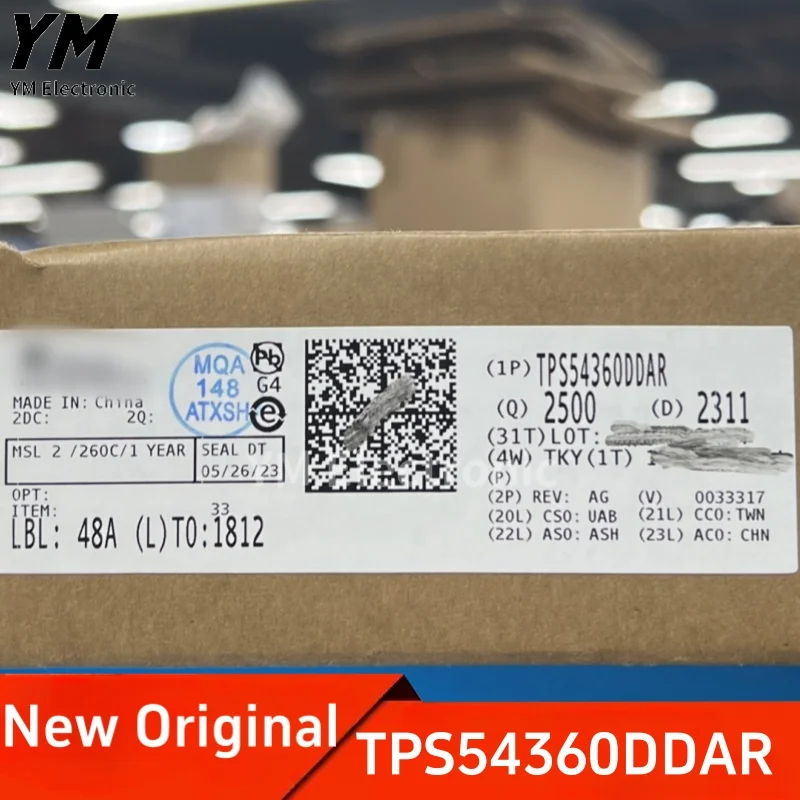 YM
YM Electronic
MQA
148
ATXSH
Pb
G4
e
MADE IN: China
2DC: 2Q:
MSL 2 /260C/1 YEAR
SEAL DT
05/26/23
OPT:
ITEM: 33
LBL: 48A (L)TO:1812
(1P) TPS54360DDAR
(Q) 2500 (D) 2311
(31T)LOT:
(4W) TKY(1T)
(P)
(2P) REV: AG (V) 0033317
(20L) CSO: UAB (21L) CCO:TWN
(22L) ASO: ASH (23L) ACO: CHN
YM Electronic
New Original
TPS54360DDAR